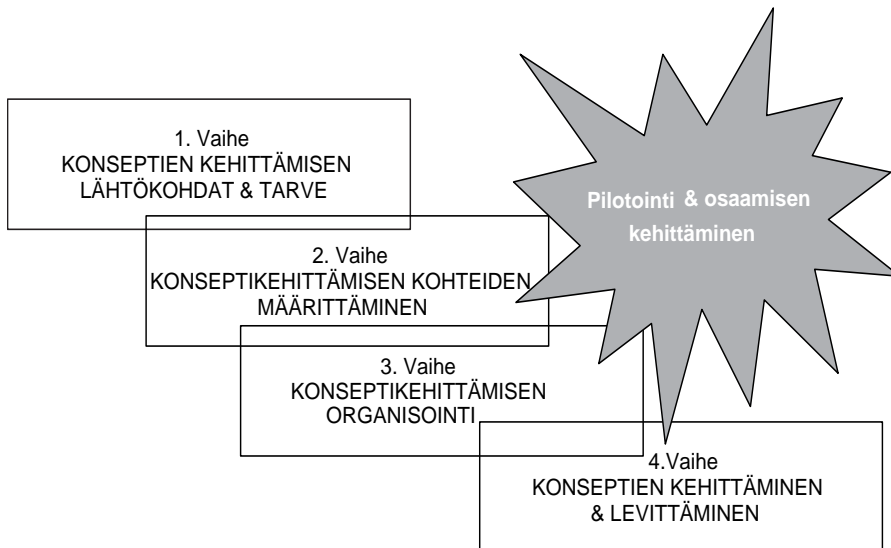 1. Vaihe
KONSEPTIEN KEHITTÄMISEN
LÄHTÖKOHDAT & TARVE
Pilotointi & osaamisen
kehittäminen
2. Vaihe
KONSEPTIKEHITTÄMISEN KOHTEIDEN
MÄÄRITTÄMINEN
3. Vaihe
KONSEPTIKEHITTÄMISEN
ORGANISOINTI
4.Vaihe
KONSEPTIEN KEHITTÄMINEN
& LEVITTÄMINEN